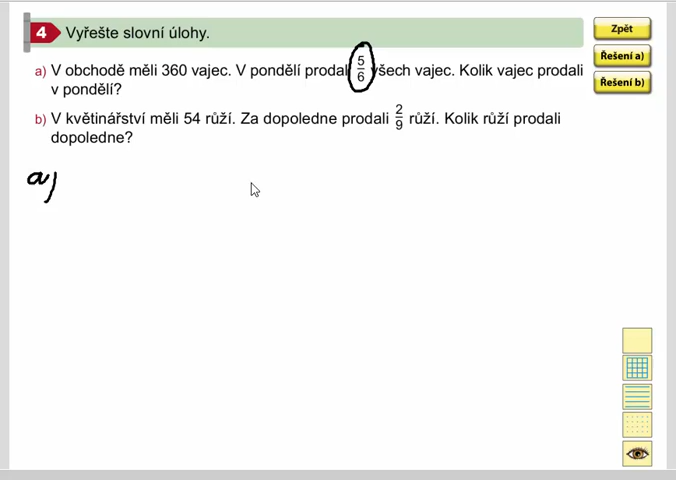 4 Vyřešte slovní úlohy.
Zpět
Řešení a)
Řešení b)
a) V obchodě měli 360 vajec. V pondělí prodali 5/6 všech vajec. Kolik vajec prodali
v pondělí?
b) V květinářství měli 54 růží. Za dopoledne prodali 2/9 růží. Kolik růží prodali
dopoledne?
a)